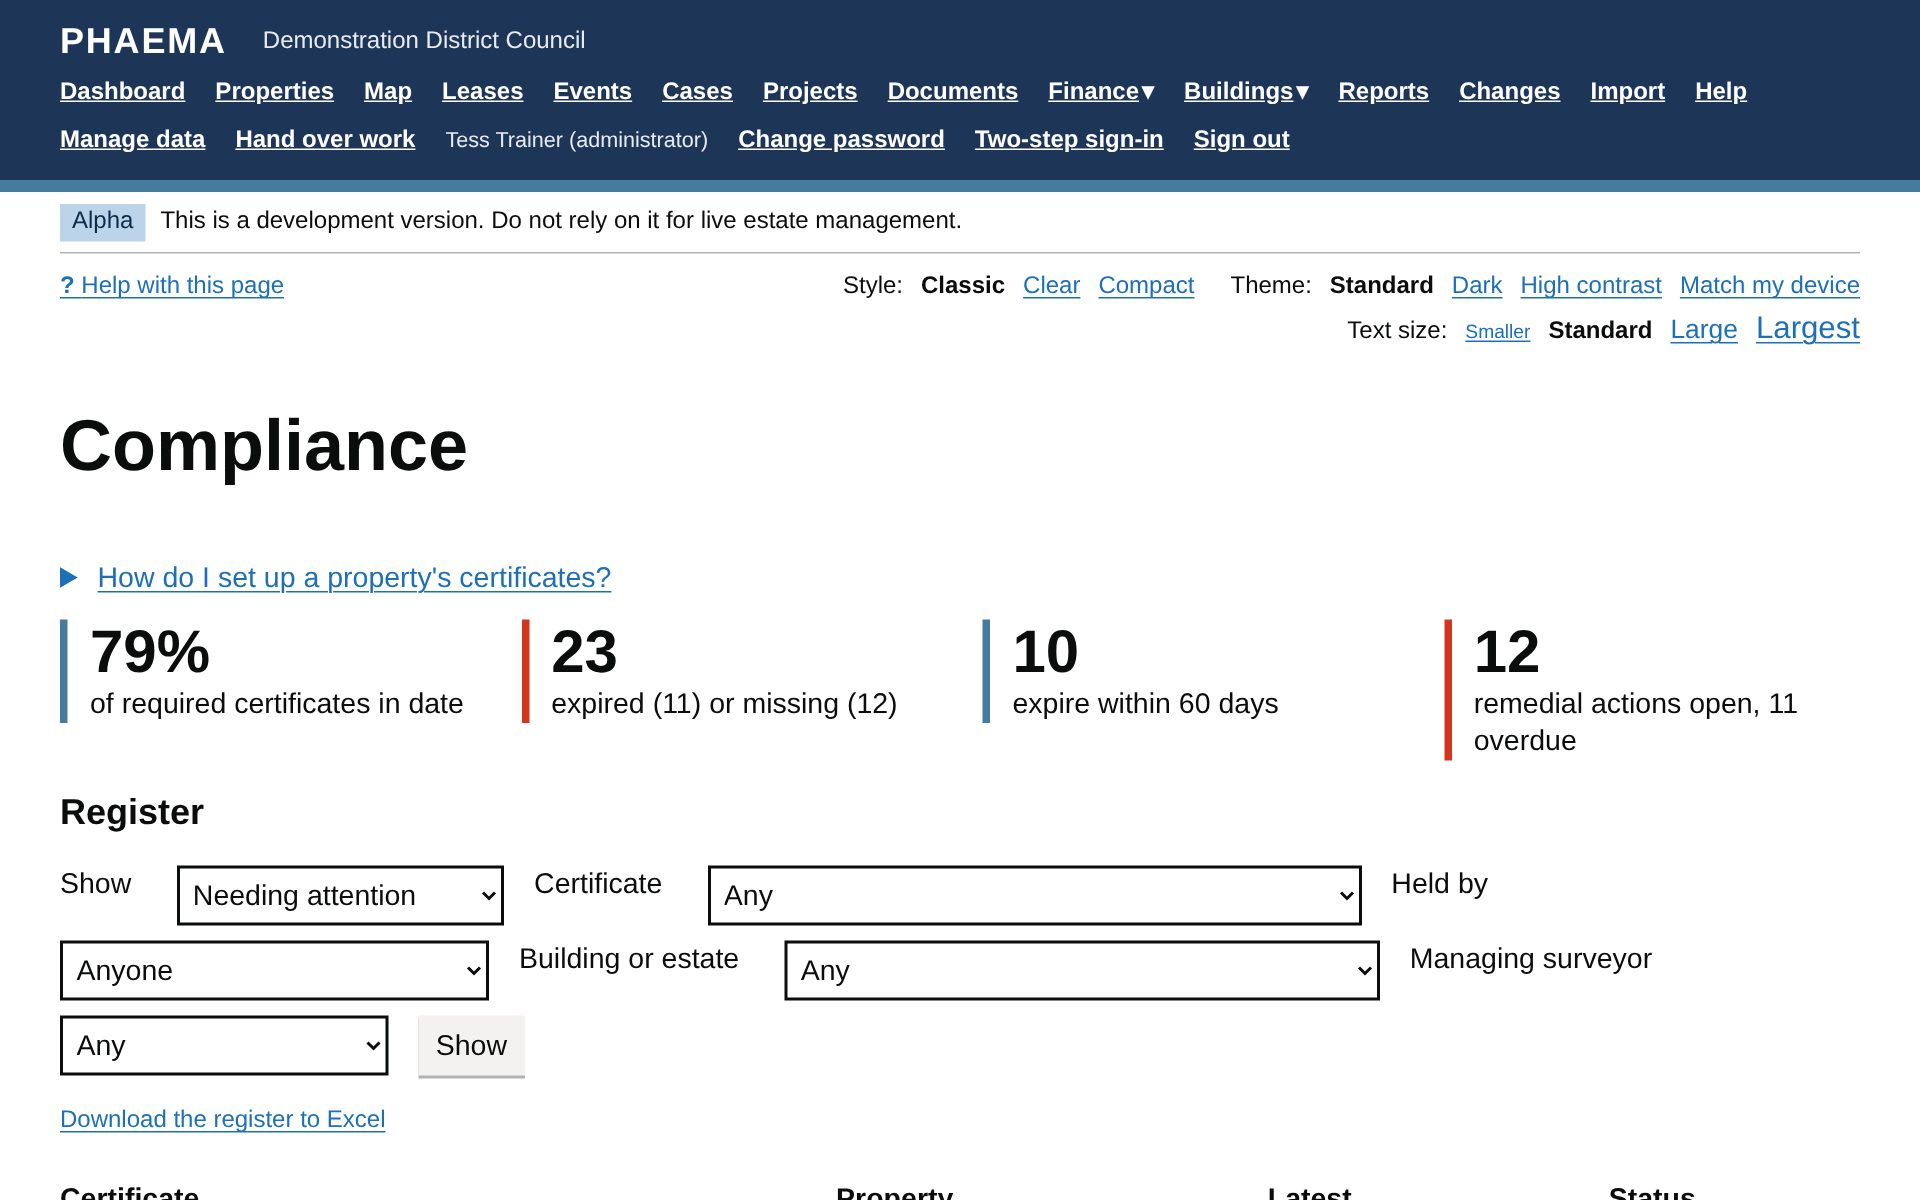 PHAEMA Demonstration District Council
Dashboard Properties Map Leases Events Cases Projects Documents Finance▾ Buildings▾ Reports Changes Import Help
Manage data Hand over work Tess Trainer (administrator) Change password Two-step sign-in Sign out
Alpha This is a development version. Do not rely on it for live estate management.
? Help with this page Style: Classic Clear Compact Theme: Standard Dark High contrast Match my device
Text size: Smaller Standard Large Largest
Compliance
How do I set up a property's certificates?
79% 23 10 12
of required certificates in date expired (11) or missing (12) expire within 60 days remedial actions open, 11
overdue
Register
Show Needing attention Certificate Any Held by
Anyone Building or estate Any Managing surveyor
Any Show
Download the register to Excel
Certificate Property Latest Status